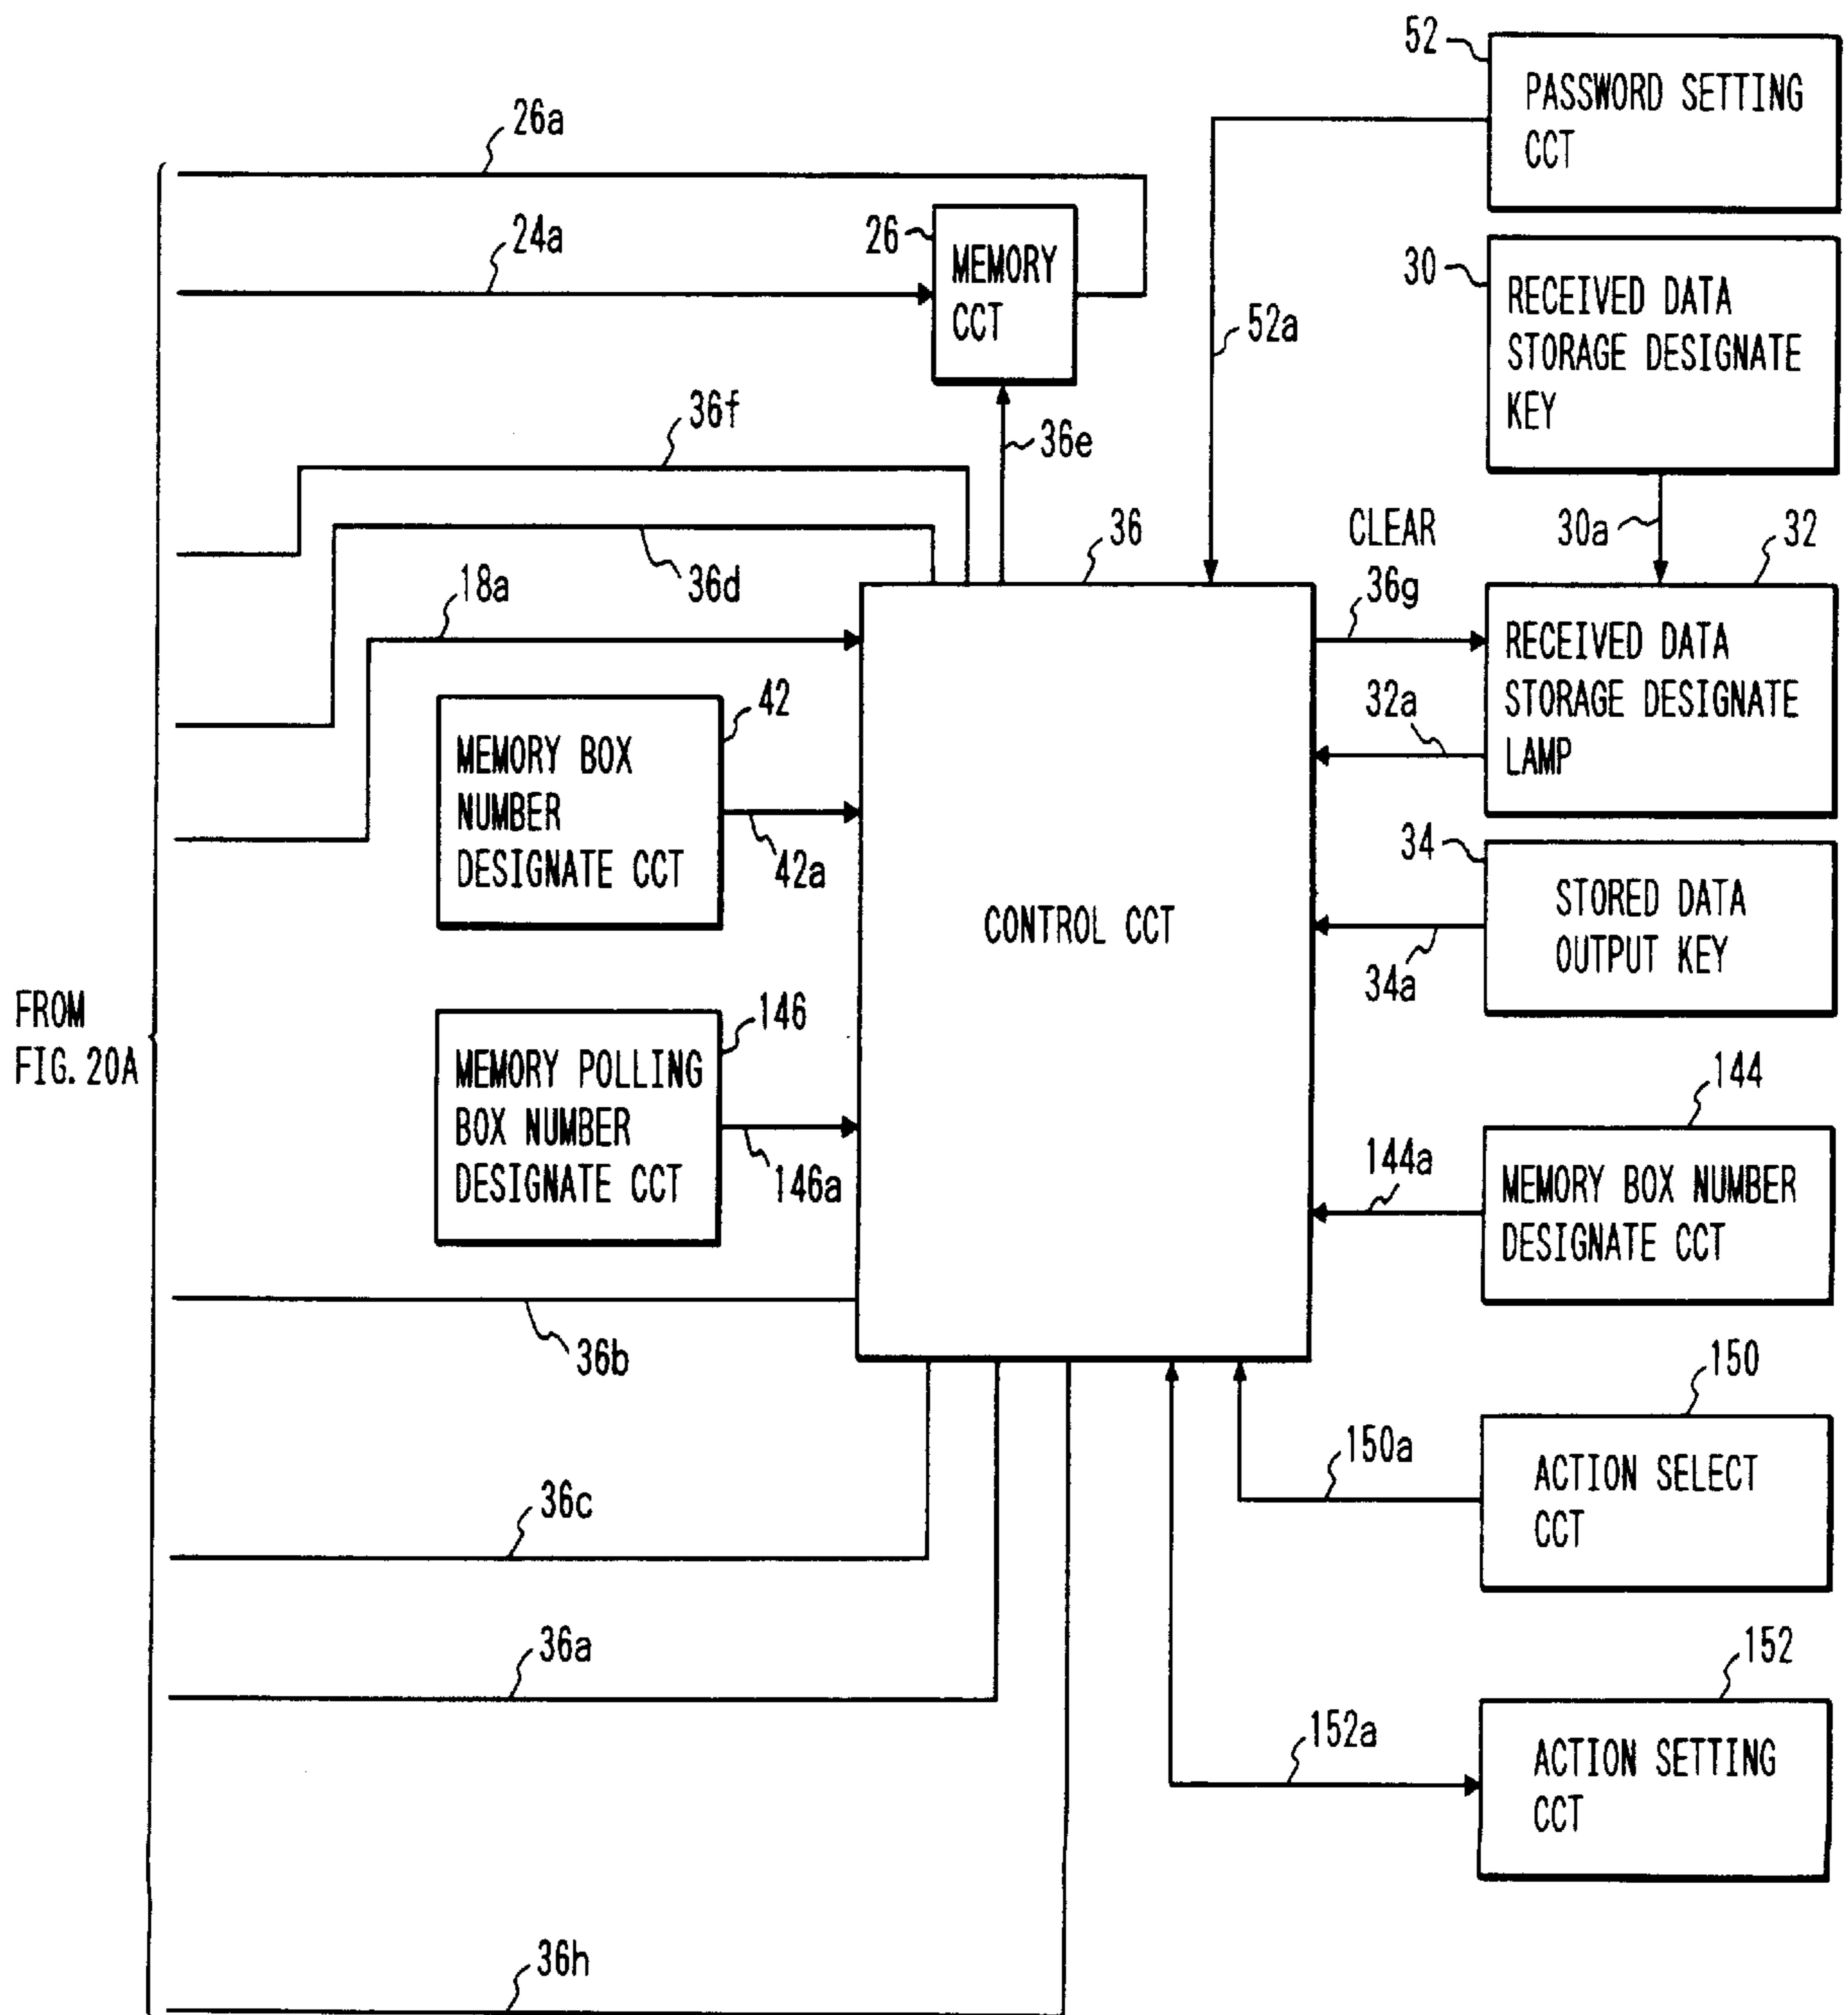 52
PASSWORD SETTING
CCT
26a
24a
26
MEMORY
CCT
52a
30
RECEIVED DATA
STORAGE DESIGNATE
KEY
36f
36e
36d
18a
36
CLEAR
36g
30a
32
RECEIVED DATA
STORAGE DESIGNATE
LAMP
32a
42
MEMORY BOX
NUMBER
DESIGNATE CCT
42a
CONTROL CCT
34
STORED DATA
OUTPUT KEY
34a
FROM
FIG. 20A
146
MEMORY POLLING
BOX NUMBER
DESIGNATE CCT
146a
144
MEMORY BOX NUMBER
DESIGNATE CCT
144a
36b
150
ACTION SELECT
CCT
150a
36c
36a
152
ACTION SETTING
CCT
152a
36h